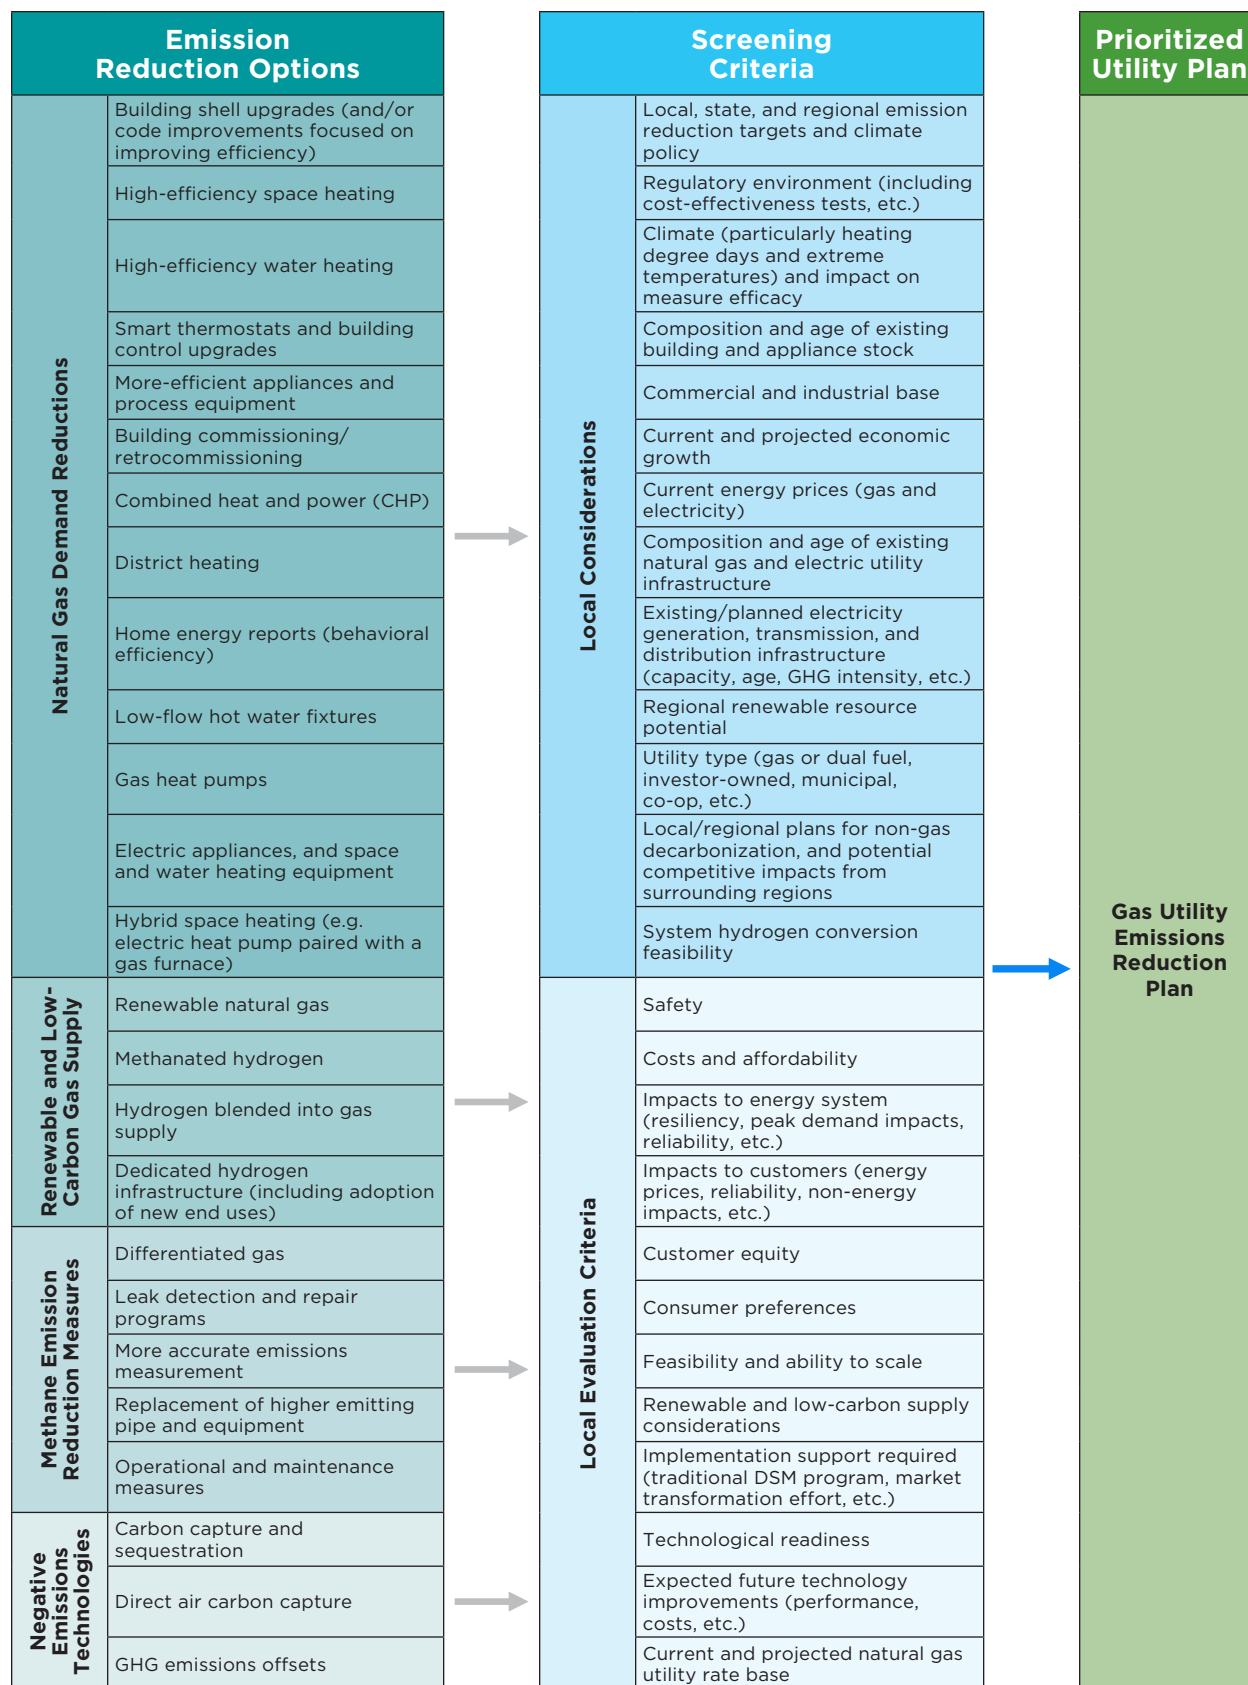 Emission
Reduction Options
Natural Gas Demand Reductions
Building shell upgrades (and/or
code improvements focused on
improving efficiency)
High-efficiency space heating
High-efficiency water heating
Smart thermostats and building
control upgrades
More-efficient appliances and
process equipment
Building commissioning/
retrocommissioning
Combined heat and power (CHP)
District heating
Home energy reports (behavioral
efficiency)
Low-flow hot water fixtures
Gas heat pumps
Electric appliances, and space
and water heating equipment
Hybrid space heating (e.g.
electric heat pump paired with a
gas furnace)
Renewable and Low-
Carbon Gas Supply
Renewable natural gas
Methanated hydrogen
Hydrogen blended into gas
supply
Dedicated hydrogen
infrastructure (including adoption
of new end uses)
Methane Emission
Reduction Measures
Differentiated gas
Leak detection and repair
programs
More accurate emissions
measurement
Replacement of higher emitting
pipe and equipment
Operational and maintenance
measures
Negative
Emissions
Technologies
Carbon capture and
sequestration
Direct air carbon capture
GHG emissions offsets
Screening
Criteria
Local Considerations
Local, state, and regional emission
reduction targets and climate
policy
Regulatory environment (including
cost-effectiveness tests, etc.)
Climate (particularly heating
degree days and extreme
temperatures) and impact on
measure efficacy
Composition and age of existing
building and appliance stock
Commercial and industrial base
Current and projected economic
growth
Current energy prices (gas and
electricity)
Composition and age of existing
natural gas and electric utility
infrastructure
Existing/planned electricity
generation, transmission, and
distribution infrastructure
(capacity, age, GHG intensity, etc.)
Regional renewable resource
potential
Utility type (gas or dual fuel,
investor-owned, municipal,
co-op, etc.)
Local/regional plans for non-gas
decarbonization, and potential
competitive impacts from
surrounding regions
System hydrogen conversion
feasibility
Local Evaluation Criteria
Safety
Costs and affordability
Impacts to energy system
(resiliency, peak demand impacts,
reliability, etc.)
Impacts to customers (energy
prices, reliability, non-energy
impacts, etc.)
Customer equity
Consumer preferences
Feasibility and ability to scale
Renewable and low-carbon supply
considerations
Implementation support required
(traditional DSM program, market
transformation effort, etc.)
Technological readiness
Expected future technology
improvements (performance,
costs, etc.)
Current and projected natural gas
utility rate base
Prioritized
Utility Plan
Gas Utility
Emissions
Reduction
Plan